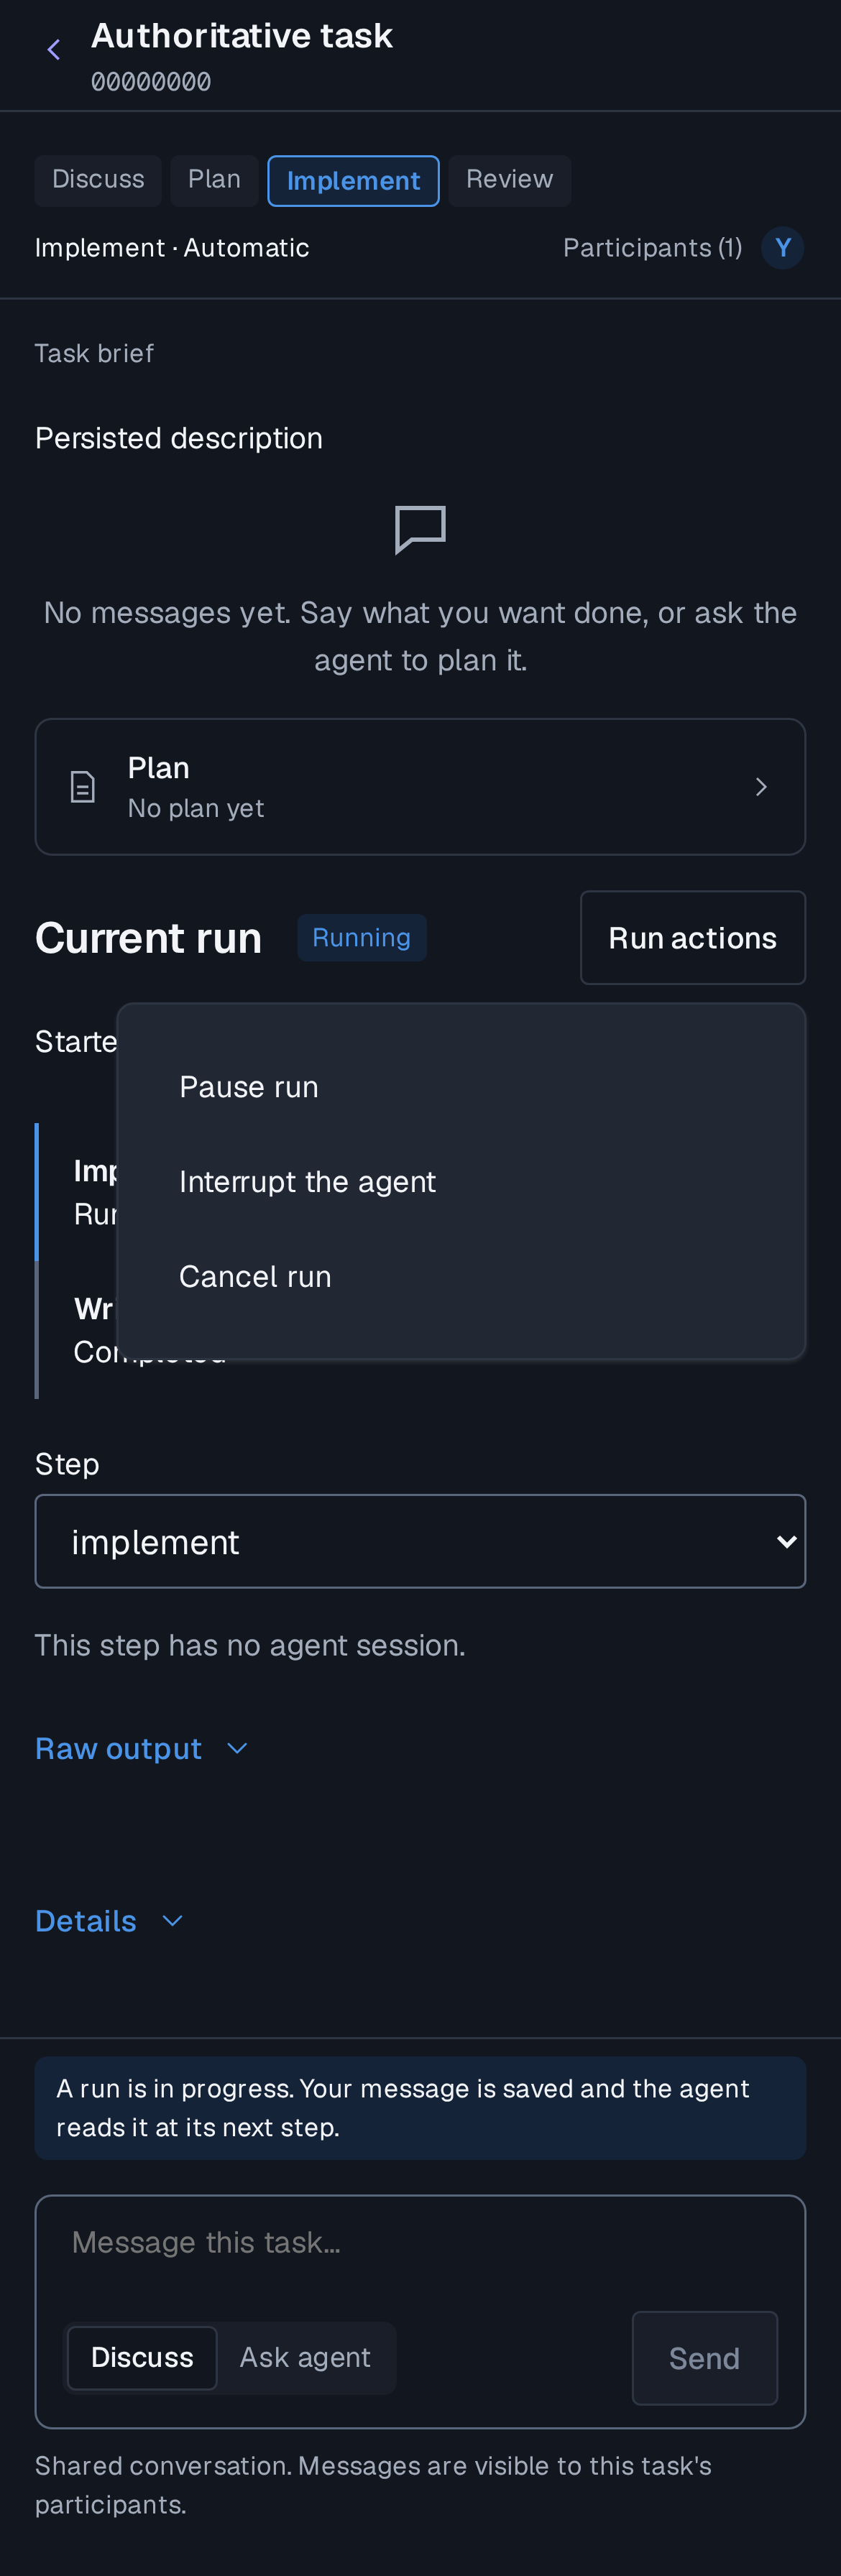 Authoritative task
00000000
Discuss
Plan
Implement
Review
Implement · Automatic
Participants (1)
Y
Task brief
Persisted description
No messages yet. Say what you want done, or ask the
agent to plan it.
Plan
No plan yet
Current run
Running
Run actions
Pause run
Interrupt the agent
Cancel run
Completed
Step
implement
This step has no agent session.
Raw output
Details
A run is in progress. Your message is saved and the agent
reads it at its next step.
Message this task...
Discuss
Ask agent
Send
Shared conversation. Messages are visible to this task's
participants.